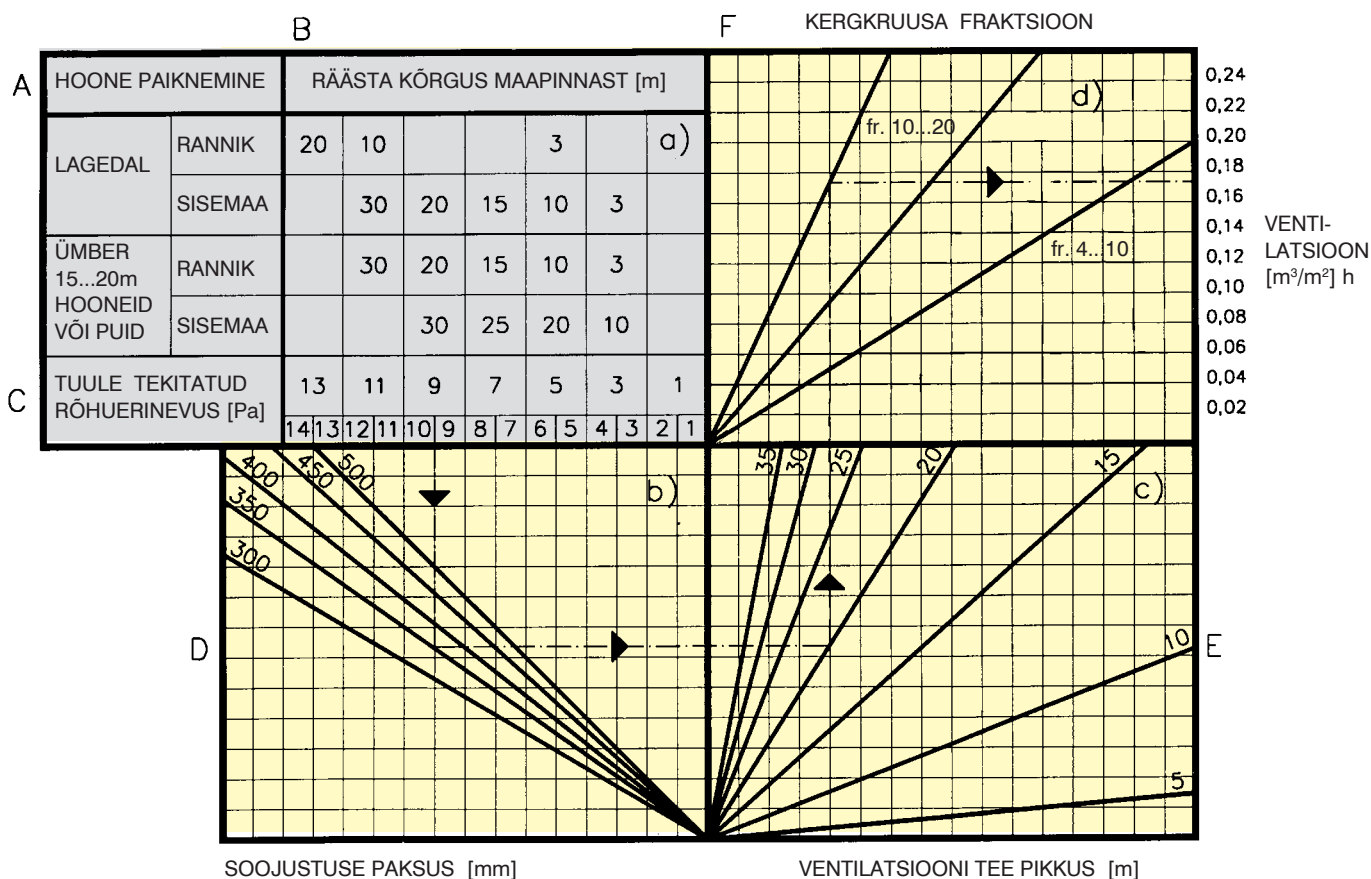 B
F
KERGKRUUSA FRAKTSIOON
A
HOONE PAIKNEMINE
RÄÄSTA KÕRGUS MAAPINNAST [m]
LAGEDAL
RANNIK
20 10 3
a)
SISEMAA
30 20 15 10 3
ÜMBER
15...20m
HOONEID
VÕI PUID
RANNIK
30 20 15 10 3
SISEMAA
30 25 20 10
C
TUULE TEKITATUD
RÕHUERINEVUS [Pa]
13 11 9 7 5 3 1
14 13 12 11 10 9 8 7 6 5 4 3 2 1
d)
fr. 10...20
fr. 4...10
0,24
0,22
0,20
0,18
0,16
0,14
0,12
0,10
0,08
0,06
0,04
0,02
VENTI-
LATSIOON
[m³/m²] h
500
450
400
350
300
b)
D
35
30
25
20
15
c)
10
5
E
SOOJUSTUSE PAKSUS [mm]
VENTILATSIOONI TEE PIKKUS [m]